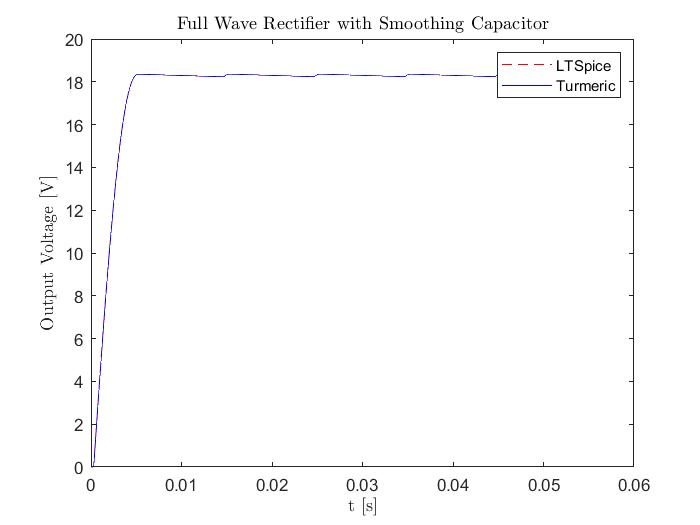 Full Wave Rectifier with Smoothing Capacitor
20
18
16
14
12
10
8
6
4
2
0
Output Voltage [V]
LTSpice
Turmeric
0 0.01 0.02 0.03 0.04 0.05 0.06
t [s]